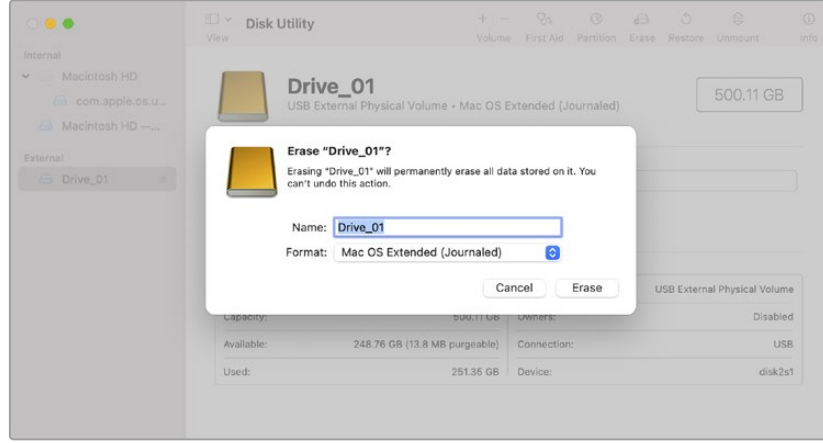 Disk Utility
View
Volume First Aid Partition Erase Restore Unmount Info
Internal
Macintosh HD
com.apple.os.u...
Macintosh HD —...
External
Drive_01
Drive_01
USB External Physical Volume • Mac OS Extended (Journaled)
500.11 GB
Erase “Drive_01”?
Erasing “Drive_01” will permanently erase all data stored on it. You
can’t undo this action.
Name: Drive_01
Format: Mac OS Extended (Journaled)
Cancel Erase
USB External Physical Volume
Capacity: 500.11 GB Owners: Disabled
Available: 248.76 GB (13.8 MB purgeable) Connection: USB
Used: 251.35 GB Device: disk2s1